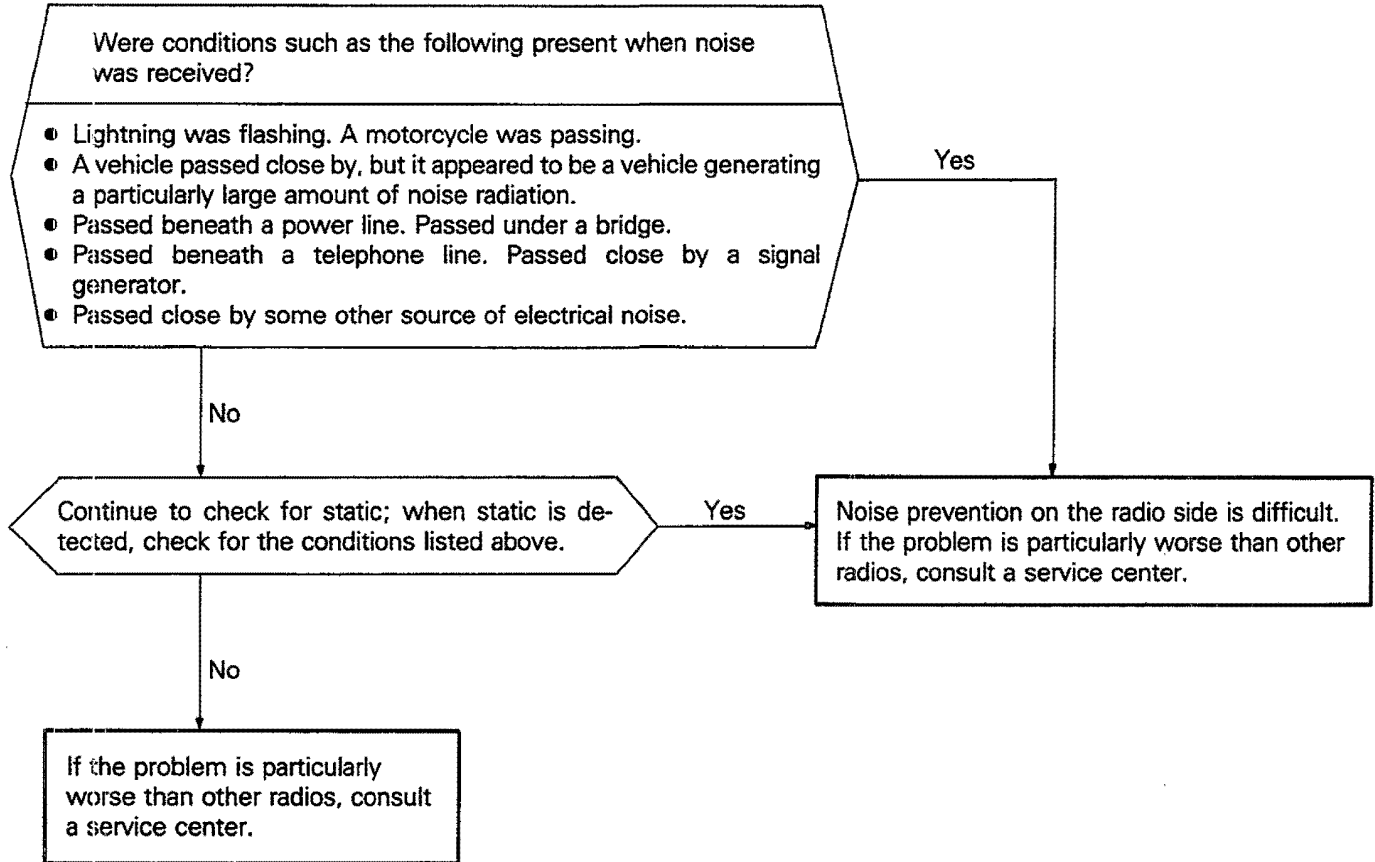 Were conditions such as the following present when noise
was received?
● Lightning was flashing. A motorcycle was passing.
● A vehicle passed close by, but it appeared to be a vehicle generating
a particularly large amount of noise radiation.
● Passed beneath a power line. Passed under a bridge.
● Passed beneath a telephone line. Passed close by a signal
generator.
● Passed close by some other source of electrical noise.
Yes
No
Continue to check for static; when static is de-
tected, check for the conditions listed above.
Yes
Noise prevention on the radio side is difficult.
If the problem is particularly worse than other
radios, consult a service center.
No
If the problem is particularly
worse than other radios, consult
a service center.